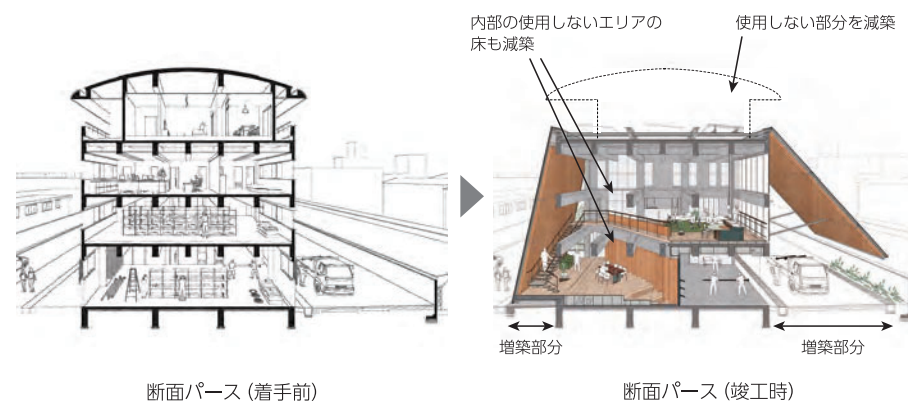 内部の使用しないエリアの
床も減築
使用しない部分を減築
増築部分
増築部分
断面パース（着手前）
断面パース（竣工時）